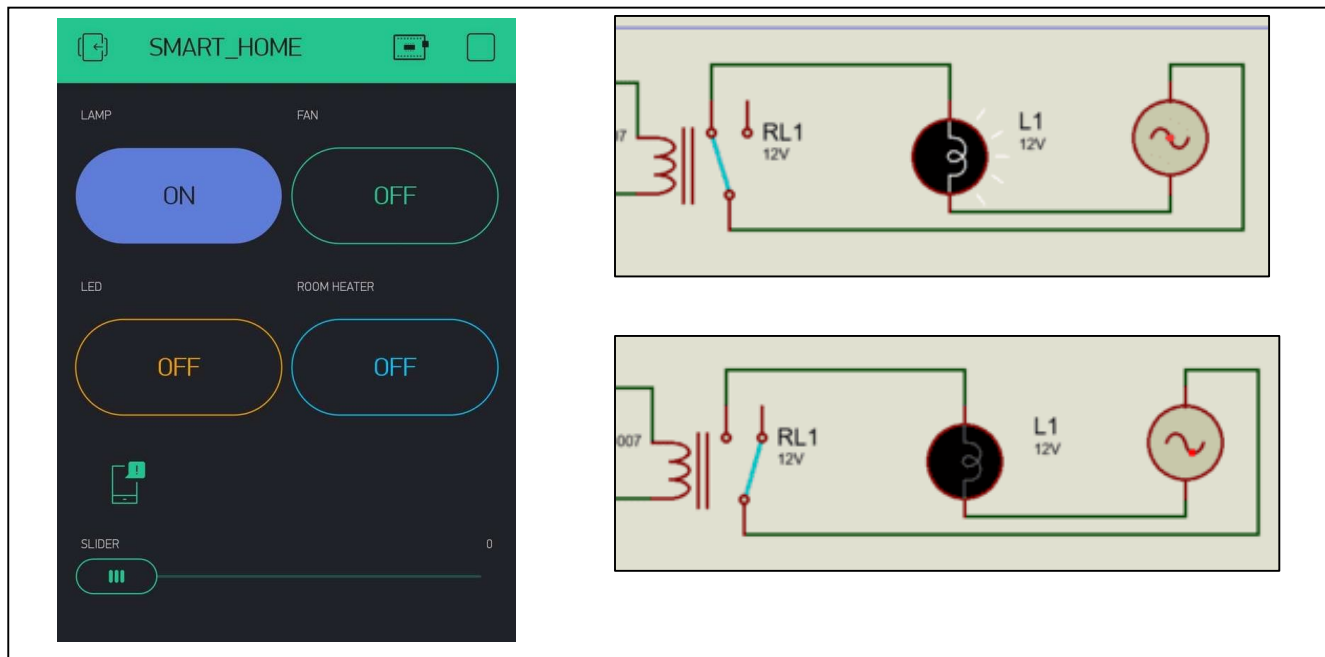 SMART_HOME
LAMP
FAN
ON
OFF
LED
ROOM HEATER
OFF
OFF
SLIDER
0
07
RL1
12V
L1
12V
007
RL1
12V
L1
12V